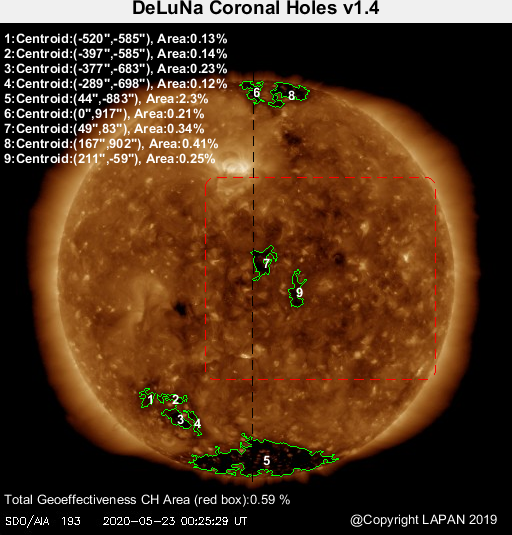 DeLuNa Coronal Holes v1.4
1:Centroid:(-520",-585"), Area:0.13%
2:Centroid:(-397",-585"), Area:0.14%
3:Centroid:(-377",-683"), Area:0.23%
4:Centroid:(-289",-698"), Area:0.12%
5:Centroid:(44",-883"), Area:2.3%
6:Centroid:(0",917"), Area:0.21%
7:Centroid:(49",83"), Area:0.34%
8:Centroid:(167",902"), Area:0.41%
9:Centroid:(211",-59"), Area:0.25%
6 8
7
9
1 2
3 4
5
Total Geoeffectiveness CH Area (red box):0.59 %
SDO/AIA 193 2020-05-23 00:25:29 UT
@Copyright LAPAN 2019